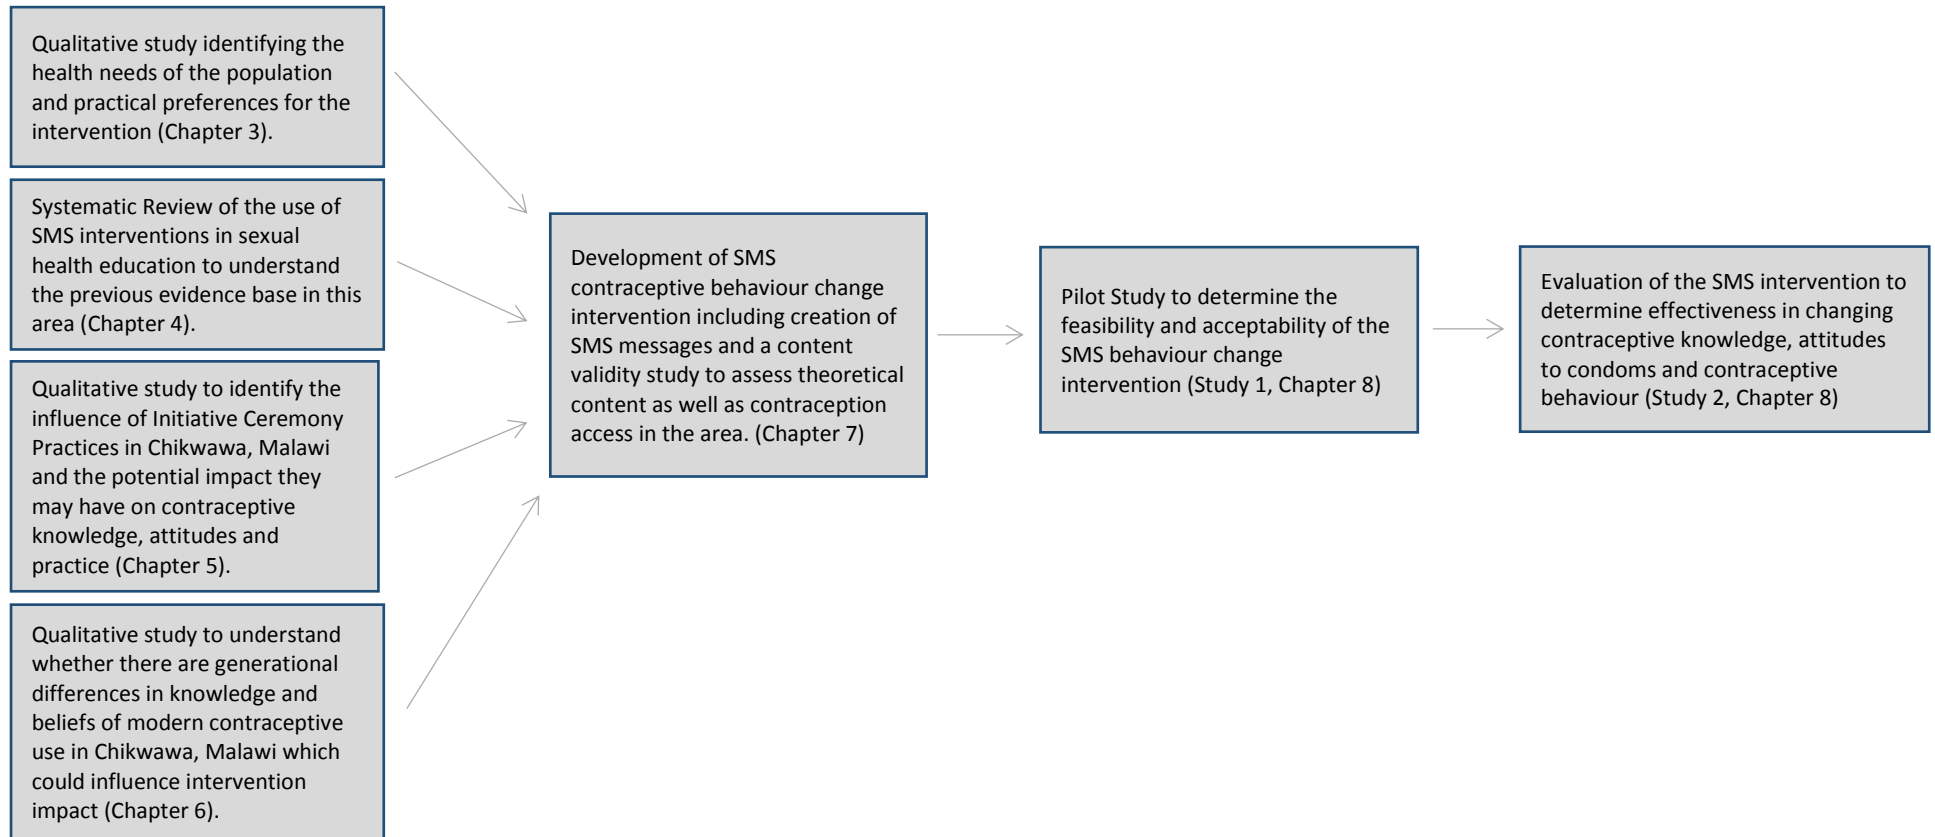 Qualitative study identifying the
health needs of the population
and practical preferences for the
intervention (Chapter 3).
Systematic Review of the use of
SMS interventions in sexual
health education to understand
the previous evidence base in this
area (Chapter 4).
Qualitative study to identify the
influence of Initiative Ceremony
Practices in Chikwawa, Malawi
and the potential impact they
may have on contraceptive
knowledge, attitudes and
practice (Chapter 5).
Qualitative study to understand
whether there are generational
differences in knowledge and
beliefs of modern contraceptive
use in Chikwawa, Malawi which
could influence intervention
impact (Chapter 6).
Development of SMS
contraceptive behaviour change
intervention including creation of
SMS messages and a content
validity study to assess theoretical
content as well as contraception
access in the area. (Chapter 7)
Pilot Study to determine the
feasibility and acceptability of the
SMS behaviour change
intervention (Study 1, Chapter 8)
Evaluation of the SMS intervention to
determine effectiveness in changing
contraceptive knowledge, attitudes
to condoms and contraceptive
behaviour (Study 2, Chapter 8)